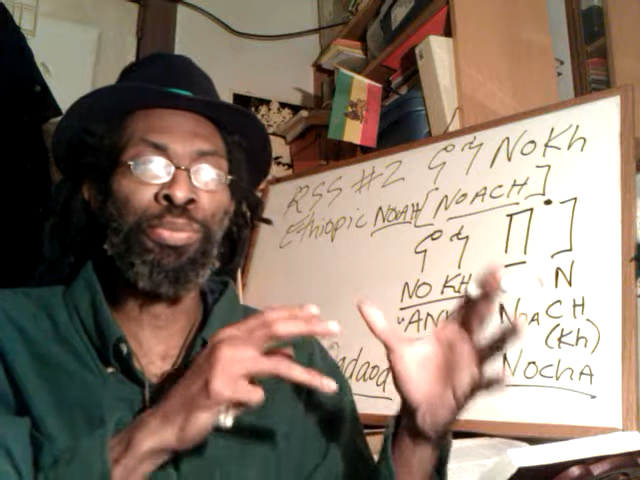 RSS #2 ኖኅ NOKh
Ethiopic NOAH [NOACH]
ኖኅ נֹחַ
NO KH N
NOACH
(Kh)
NOCHA